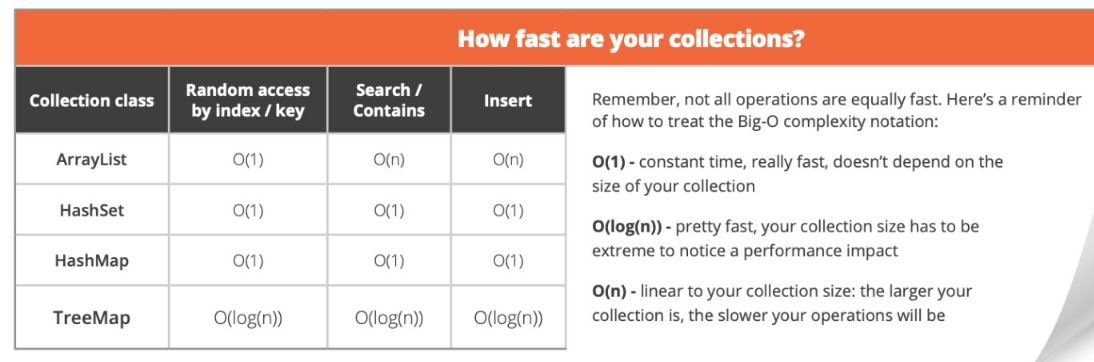 How fast are your collections?
Collection class
Random access
by index / key
Search /
Contains
Insert
ArrayList
O(1)
O(n)
O(n)
HashSet
O(1)
O(1)
O(1)
HashMap
O(1)
O(1)
O(1)
TreeMap
O(log(n))
O(log(n))
O(log(n))
Remember, not all operations are equally fast. Here’s a reminder
of how to treat the Big-O complexity notation:
O(1) - constant time, really fast, doesn’t depend on the
size of your collection
O(log(n)) - pretty fast, your collection size has to be
extreme to notice a performance impact
O(n) - linear to your collection size: the larger your
collection is, the slower your operations will be